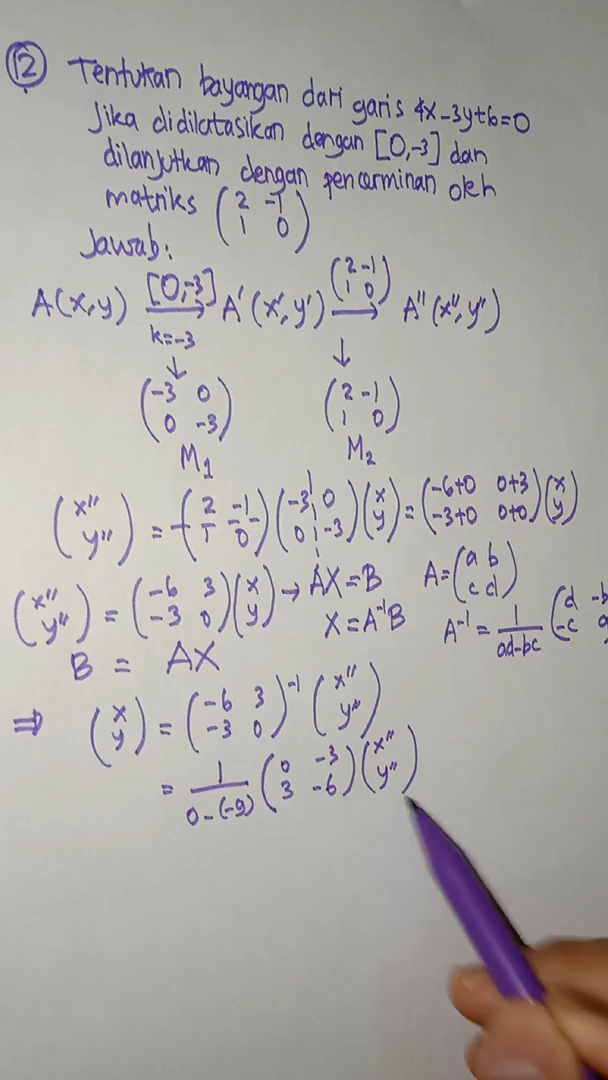 12 Tentukan bayangan dari garis 4x-3y+6=0
Jika didilatasikan dengan [0,-3] dan
dilanjutkan dengan pencerminan oleh
matriks (2 -1
1 0)
Jawab:
A(x,y) [0,-3] → k=-3 A'(x',y') (2 -1 1 0) → A''(x'',y'')
↓ ↓
(-3 0 (2 -1
0 -3) 1 0)
M1 M2
(x'' y'') = (2 -1 1 0) (-3 0 0 -3) (x y) = (-6+0 0+3 -3+0 0+0) (x y)
(x'' y'') = (-6 3 -3 0) (x y) → AX=B A=(a b c d)
X=A⁻¹B A⁻¹= 1/ad-bc (d -b -c
B = AX
⇒ (x y) = (-6 3 -3 0)⁻¹ (x'' y'')
= 1/0-(-9) (0 -3 3 -6) (x'' y'')